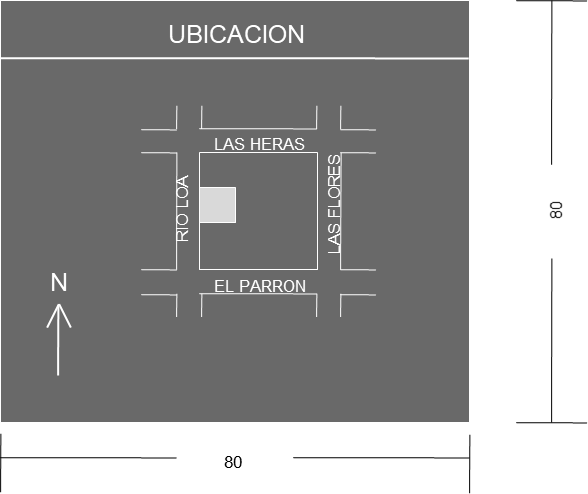 UBICACION
LAS HERAS
RIO LOA
LAS FLORES
EL PARRON
N
80
80